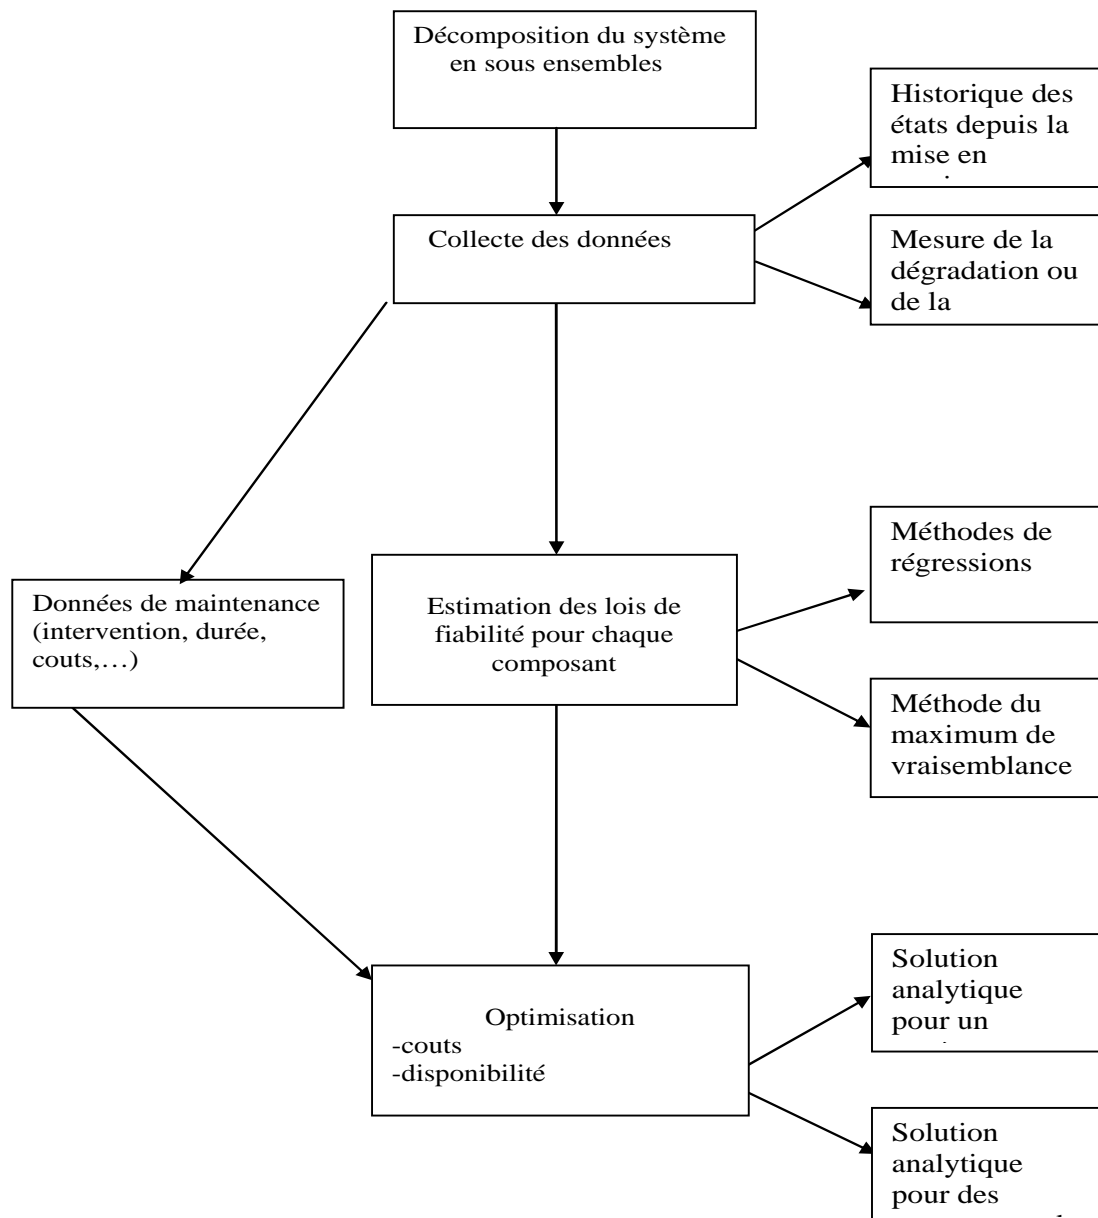 Décomposition du système
en sous ensembles
Historique des
états depuis la
mise en
Collecte des données
Mesure de la
dégradation ou
de la
Données de maintenance
(intervention, durée,
couts,…)
Estimation des lois de
fiabilité pour chaque
composant
Méthodes de
régressions
Méthode du
maximum de
vraisemblance
Optimisation
-couts
-disponibilité
Solution
analytique
pour un
Solution
analytique
pour des